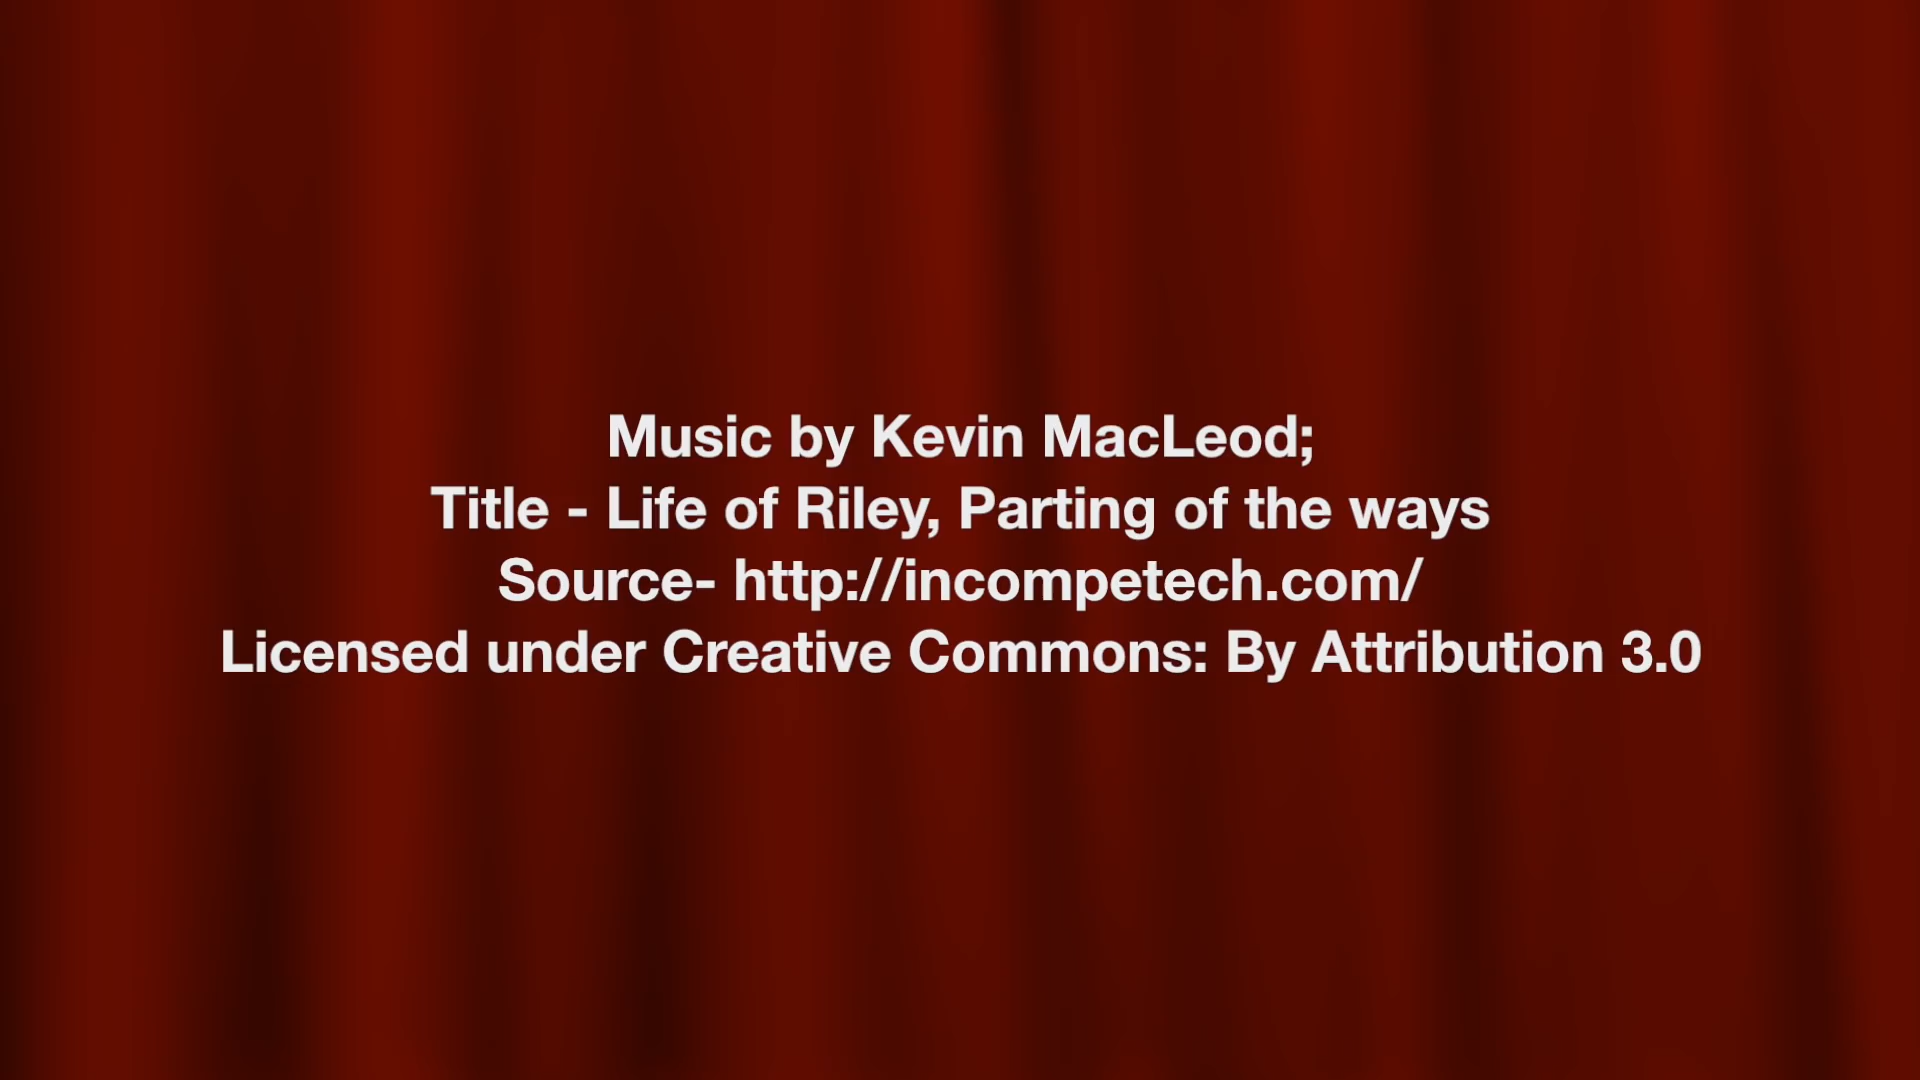 Music by Kevin MacLeod;
Title - Life of Riley, Parting of the ways
Source- http://incompetech.com/
Licensed under Creative Commons: By Attribution 3.0